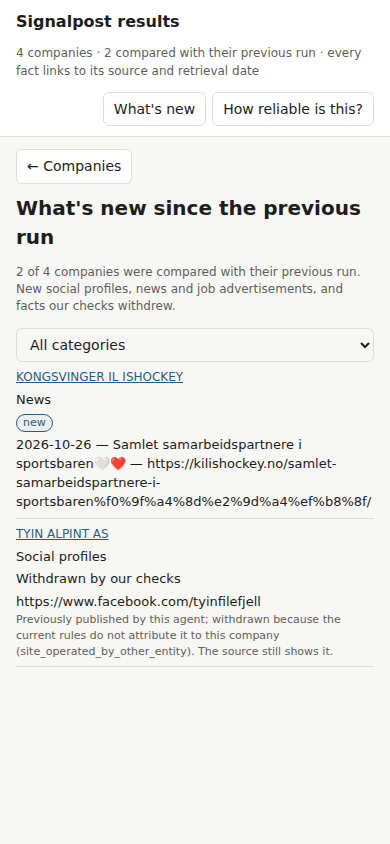 Signalpost results
4 companies · 2 compared with their previous run · every
fact links to its source and retrieval date
What's new
How reliable is this?
← Companies
What's new since the previous
run
2 of 4 companies were compared with their previous run.
New social profiles, news and job advertisements, and
facts our checks withdrew.
All categories
KONGSVINGER IL ISHOCKEY
News
new
2026-10-26 — Samlet samarbeidspartnere i
sportsbaren🤍❤️ — https://kilishockey.no/samlet-
samarbeidspartnere-i-
sportsbaren%f0%9f%a4%8d%e2%9d%a4%ef%b8%8f/
TYIN ALPINT AS
Social profiles
Withdrawn by our checks
https://www.facebook.com/tyinfilefjell
Previously published by this agent; withdrawn because the
current rules do not attribute it to this company
(site_operated_by_other_entity). The source still shows it.